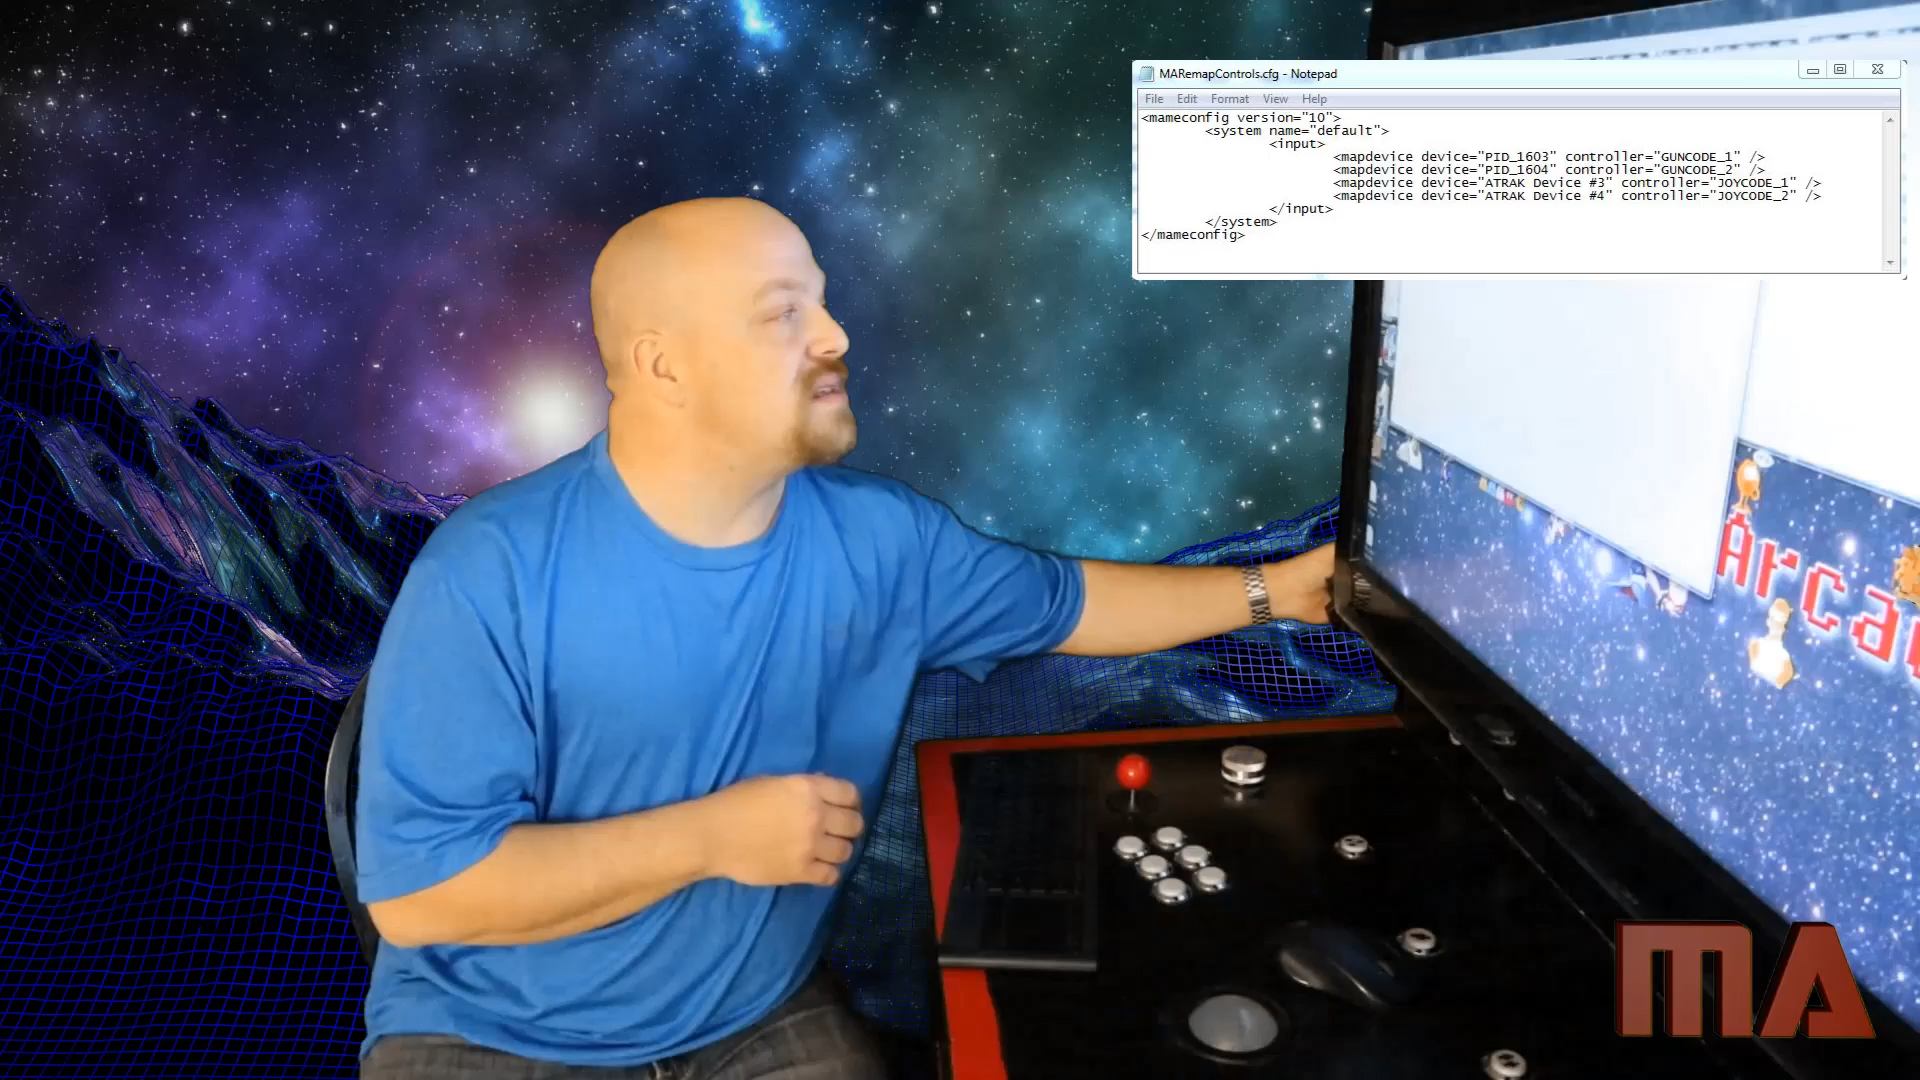 MARemapControls.cfg - Notepad
File Edit Format View Help
<mameconfig version="10">
<system name="default">
<input>
<mapdevice device="PID_1603" controller="GUNCODE_1" />
<mapdevice device="PID_1604" controller="GUNCODE_2" />
<mapdevice device="ATRAK Device #3" controller="JOYCODE_1" />
<mapdevice device="ATRAK Device #4" controller="JOYCODE_2" />
</input>
</system>
</mameconfig>
Arca
MA